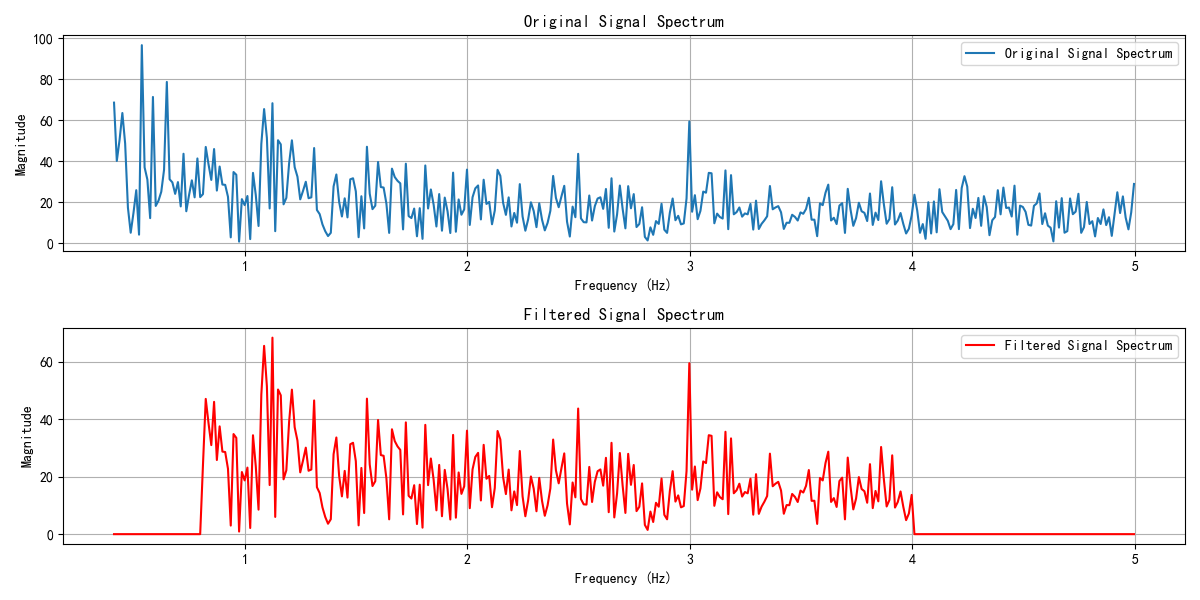 Original Signal Spectrum
100
80
60
40
20
0
Magnitude
Original Signal Spectrum
1 2 3 4 5
Frequency (Hz)
Filtered Signal Spectrum
60
40
20
0
Magnitude
Filtered Signal Spectrum
1 2 3 4 5
Frequency (Hz)